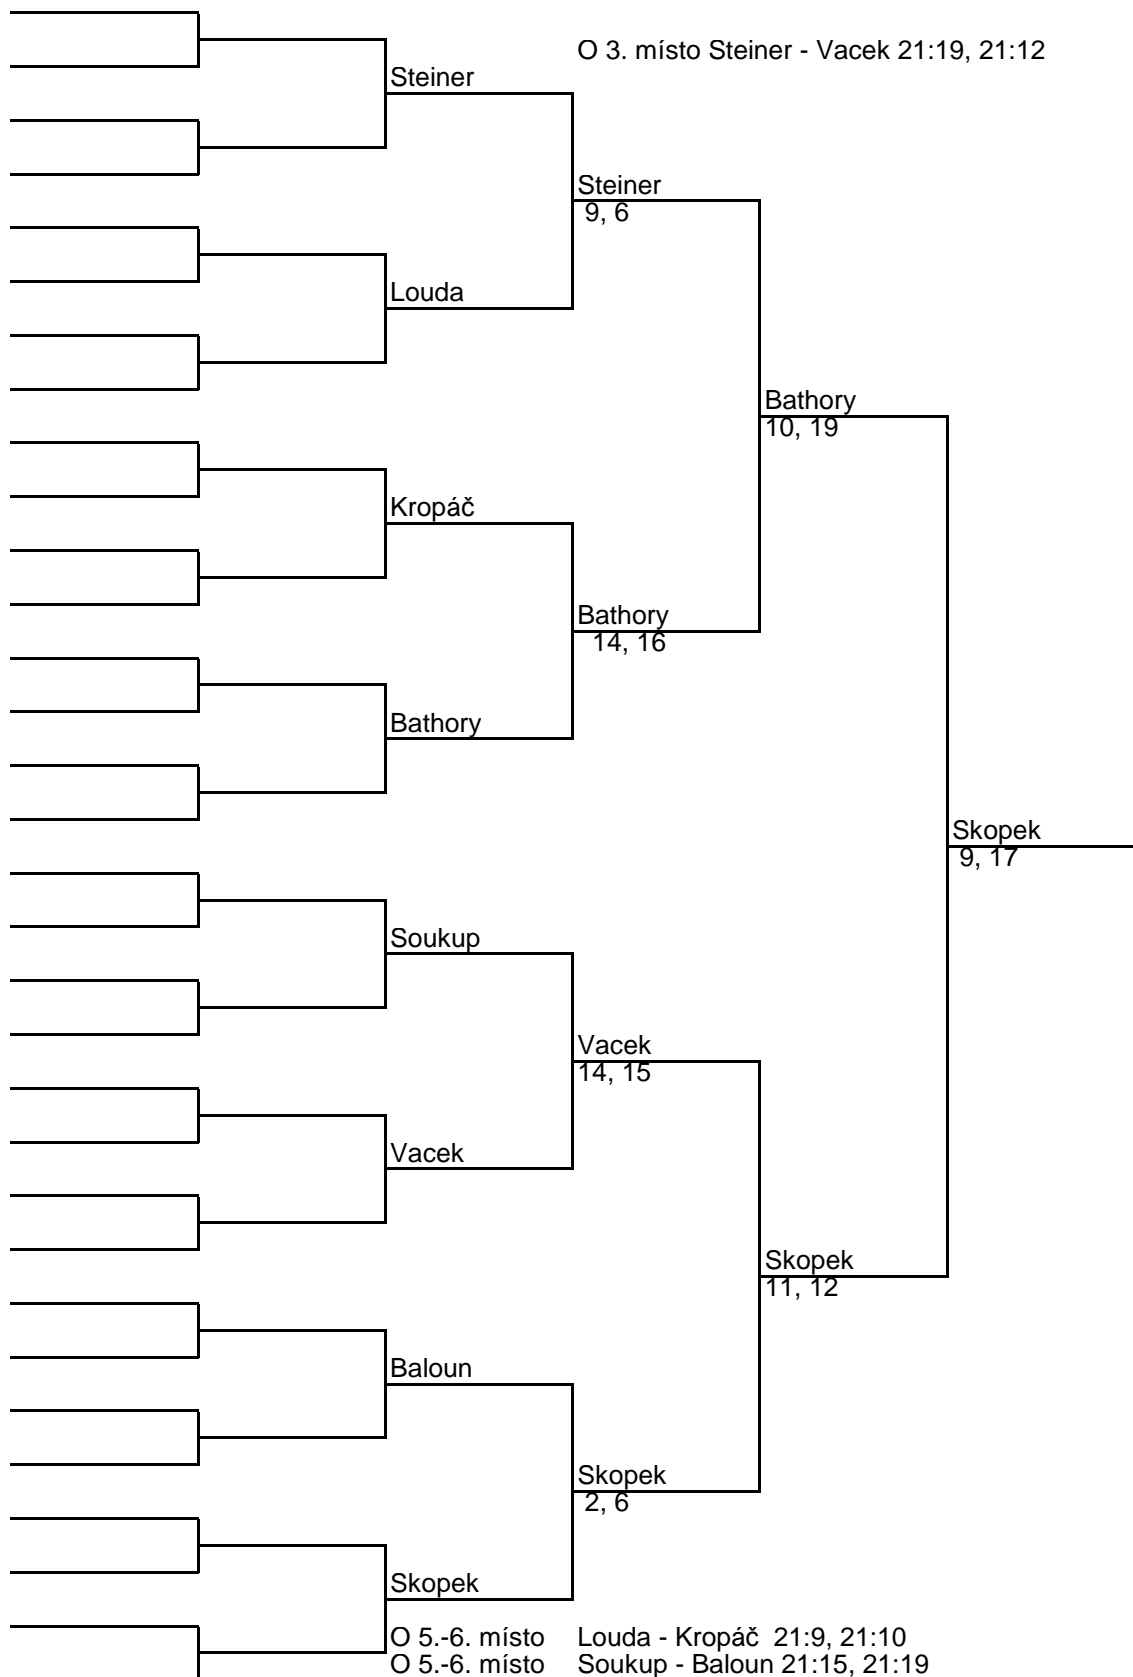 O 3. místo Steiner - Vacek 21:19, 21:12
Steiner
Steiner
9, 6
Louda
Bathory
10, 19
Kropáč
Bathory
14, 16
Bathory
Skopek
9, 17
Soukup
Vacek
14, 15
Vacek
Skopek
11, 12
Baloun
Skopek
2, 6
Skopek
O 5.-6. místo Louda - Kropáč 21:9, 21:10
O 5.-6. místo Soukup - Baloun 21:15, 21:19